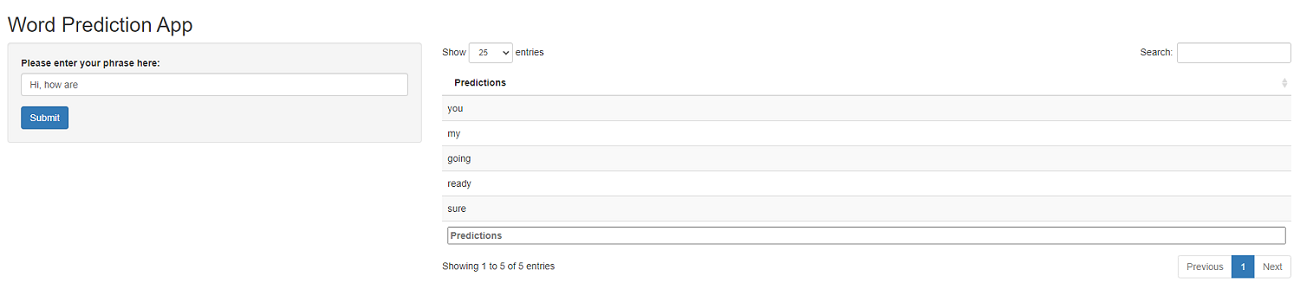 Word Prediction App
Please enter your phrase here:
Hi, how are
Submit
Show 25 entries
Search:
Predictions
you
my
going
ready
sure
Predictions
Showing 1 to 5 of 5 entries
Previous 1 Next